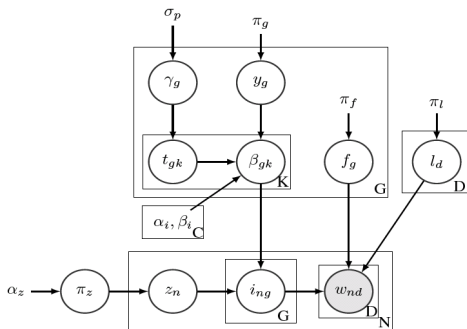 σ_p π_g
γ_g y_g π_f π_l
t_gk β_gk K f_g G l_d D
α_i, β_i C
α_z π_z z_n i_ng G w_nd D N